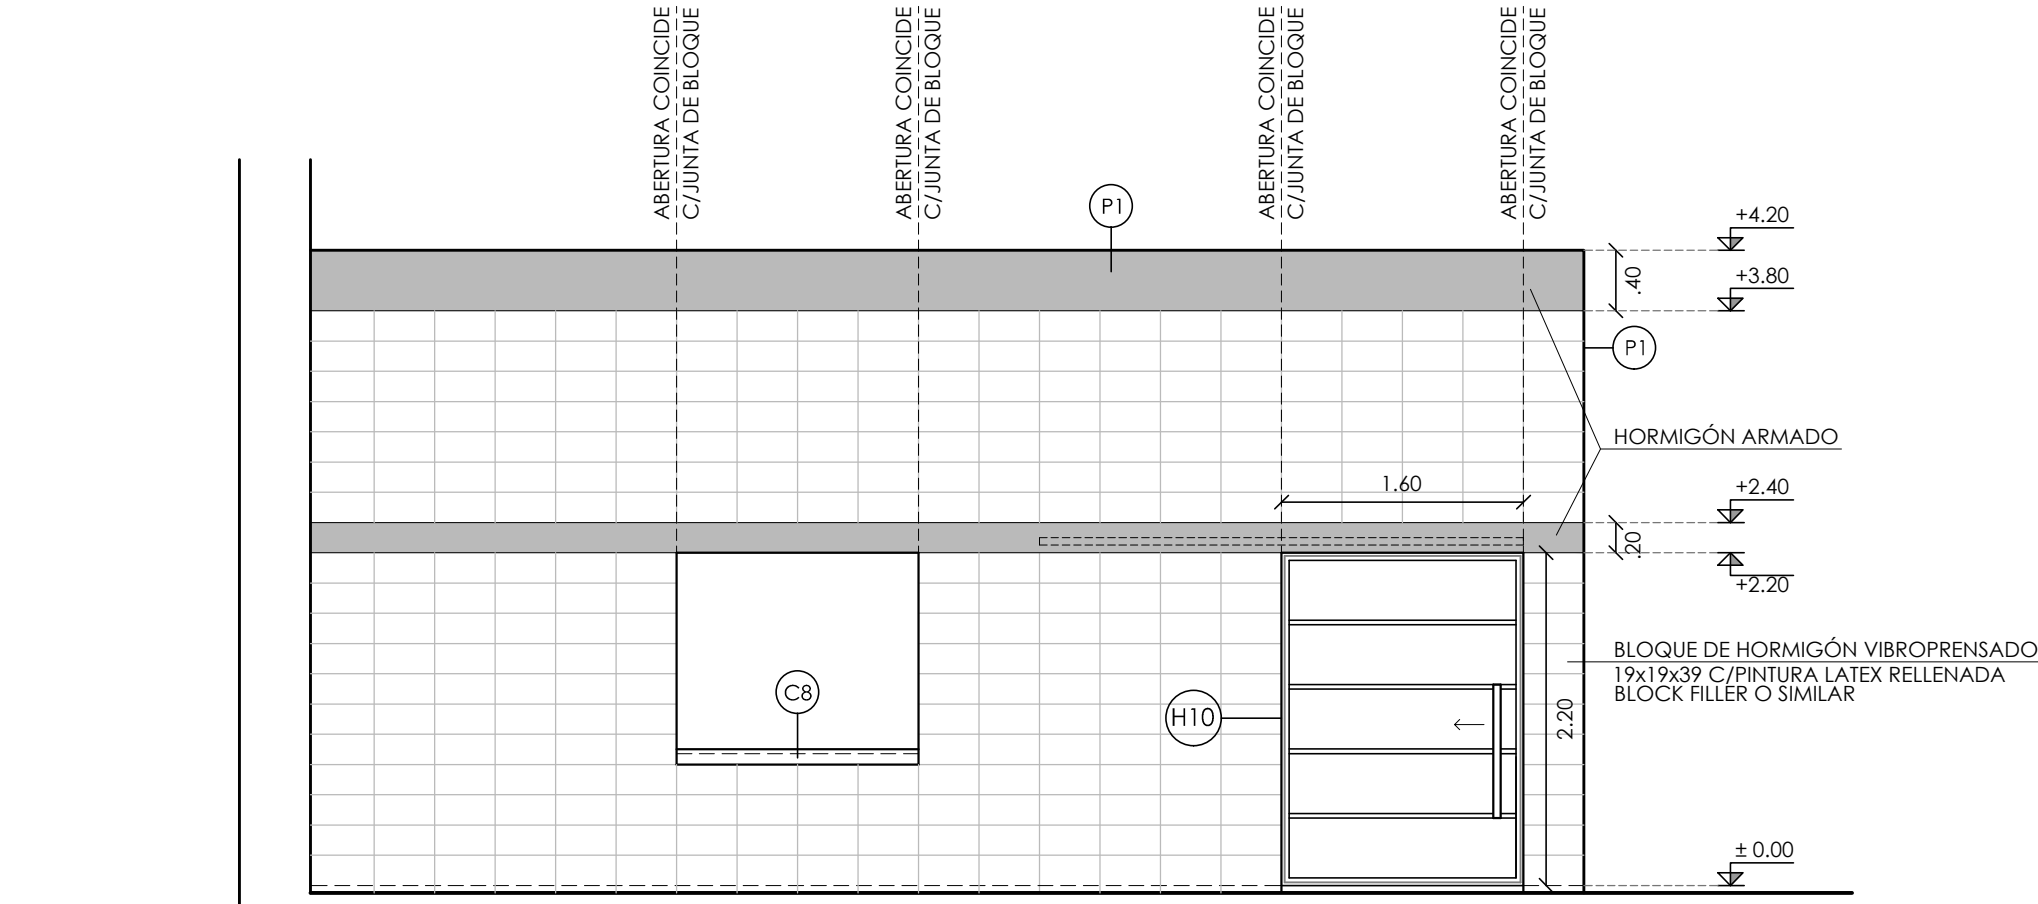 ABERTURA COINCIDE
C/JUNTA DE BLOQUE
ABERTURA COINCIDE
C/JUNTA DE BLOQUE
ABERTURA COINCIDE
C/JUNTA DE BLOQUE
ABERTURA COINCIDE
C/JUNTA DE BLOQUE
P1
+4.20
.40
+3.80
P1
HORMIGÓN ARMADO
1.60
+2.40
.20
+2.20
BLOQUE DE HORMIGÓN VIBROPRENSADO
19x19x39 C/PINTURA LATEX RELLENADA
BLOCK FILLER O SIMILAR
C8
H10
2.20
± 0.00